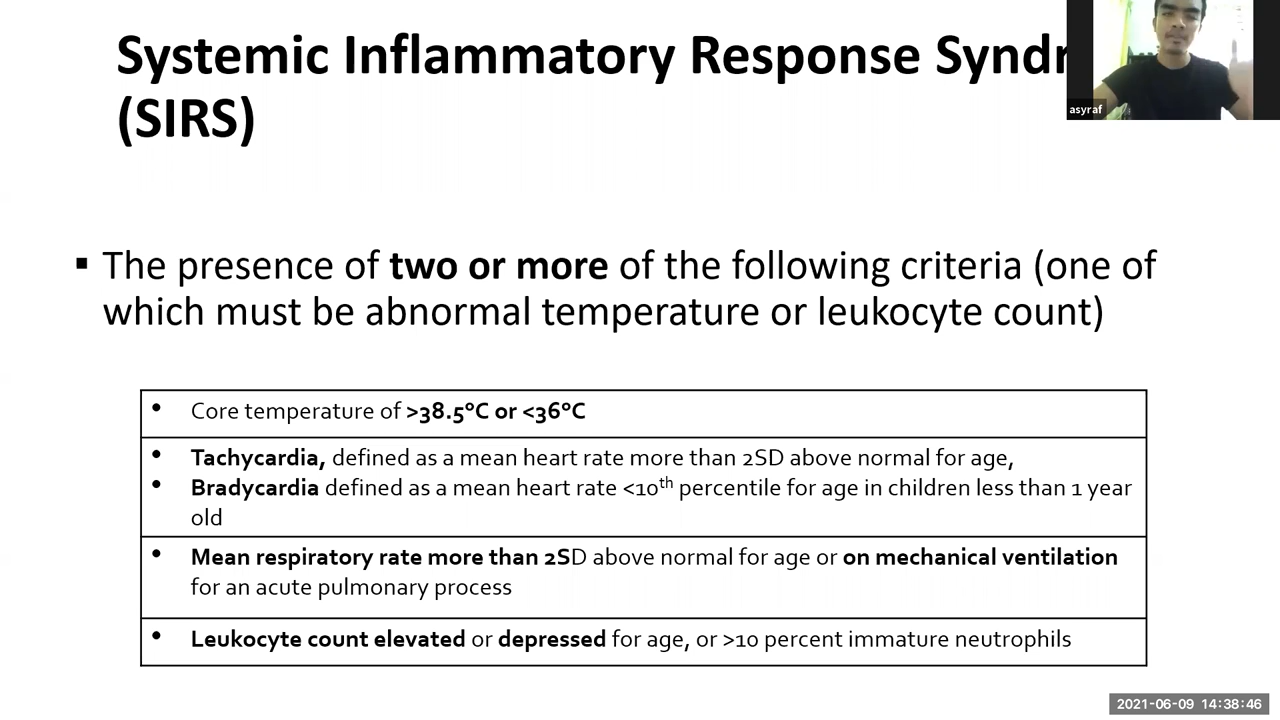 Systemic Inflammatory Response Syndr
(SIRS)
asyraf
▪ The presence of two or more of the following criteria (one of
which must be abnormal temperature or leukocyte count)
• Core temperature of >38.5°C or <36°C
• Tachycardia, defined as a mean heart rate more than 2SD above normal for age,
• Bradycardia defined as a mean heart rate <10th percentile for age in children less than 1 year
old
• Mean respiratory rate more than 2SD above normal for age or on mechanical ventilation
for an acute pulmonary process
• Leukocyte count elevated or depressed for age, or >10 percent immature neutrophils
2021-06-09 14:38:46